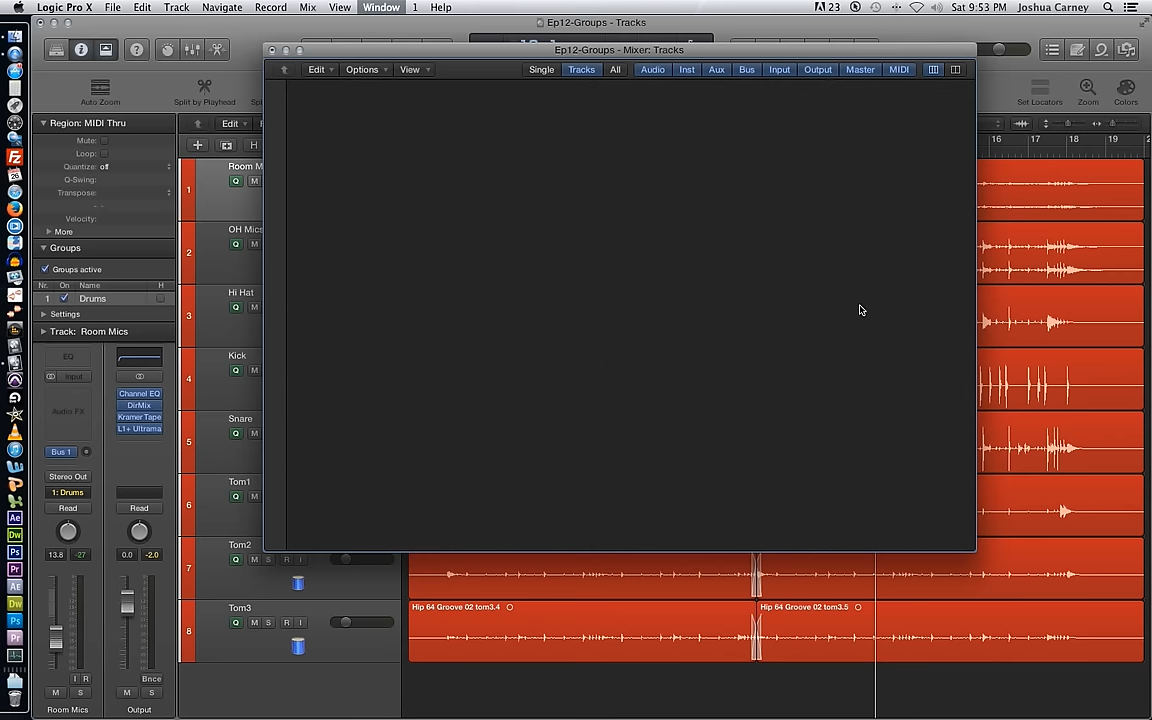 Logic Pro X File Edit Track Navigate Record Mix View Window 1 Help
23 Sat 9:53 PM Joshua Carney
Ep12-Groups - Tracks
Ep12-Groups - Mixer: Tracks
Edit Options View Single Tracks All Audio Inst Aux Bus Input Output Master MIDI
Auto Zoom Split by Playhead Set Locators Zoom Colors
Region: MIDI Thru
Mute:
Loop:
Quantize: off
Q-Swing:
Transpose:
Velocity:
More
Groups
Groups active
Nr. On Name H
1 Drums
Settings
Track: Room Mics
EQ
Input
Audio FX
Channel EQ
DirMix
Kramer Tape
L1+ Ultrama
Bus 1
Stereo Out
1: Drums
Read Read
13.8 -27 0.0 -2.0
I R Bnce
M S M S
Room Mics Output
Edit
H
16 17 18 19
1 Room M
Q M
2 OH Mics
Q M
3 Hi Hat
Q M
4 Kick
Q M
5 Snare
Q M
6 Tom1
Q M
7 Tom2
Q M S R I
8 Tom3
Q M S R I
Hip 64 Groove 02 tom3.4 Hip 64 Groove 02 tom3.5